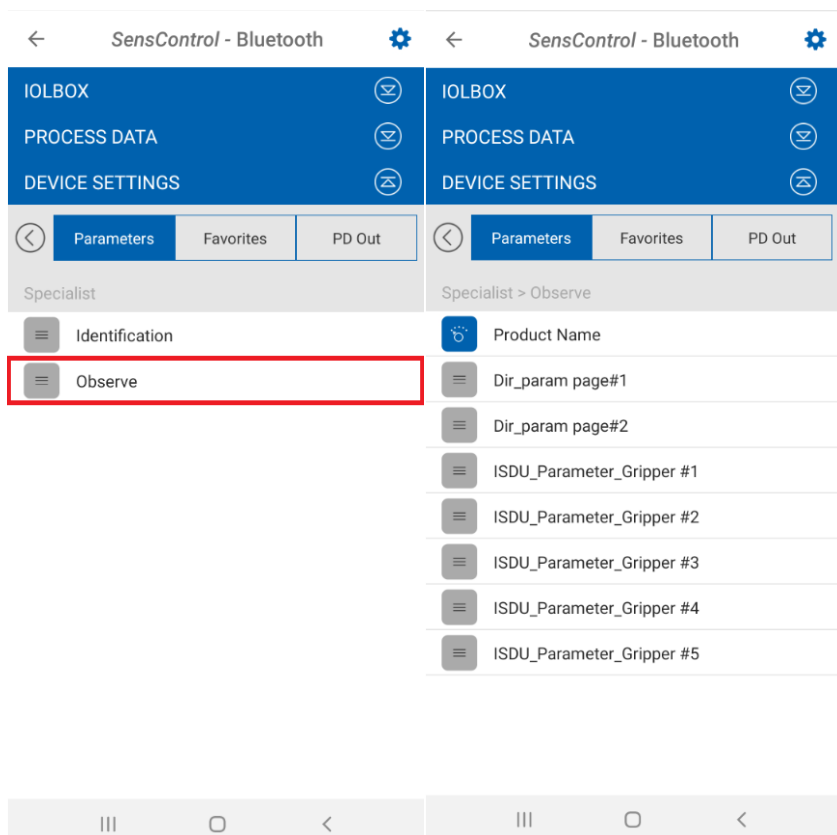 SensControl - Bluetooth
IOLBOX
PROCESS DATA
DEVICE SETTINGS
Parameters Favorites PD Out
Specialist
Identification
Observe
SensControl - Bluetooth
IOLBOX
PROCESS DATA
DEVICE SETTINGS
Parameters Favorites PD Out
Specialist > Observe
Product Name
Dir_param page#1
Dir_param page#2
ISDU_Parameter_Gripper #1
ISDU_Parameter_Gripper #2
ISDU_Parameter_Gripper #3
ISDU_Parameter_Gripper #4
ISDU_Parameter_Gripper #5